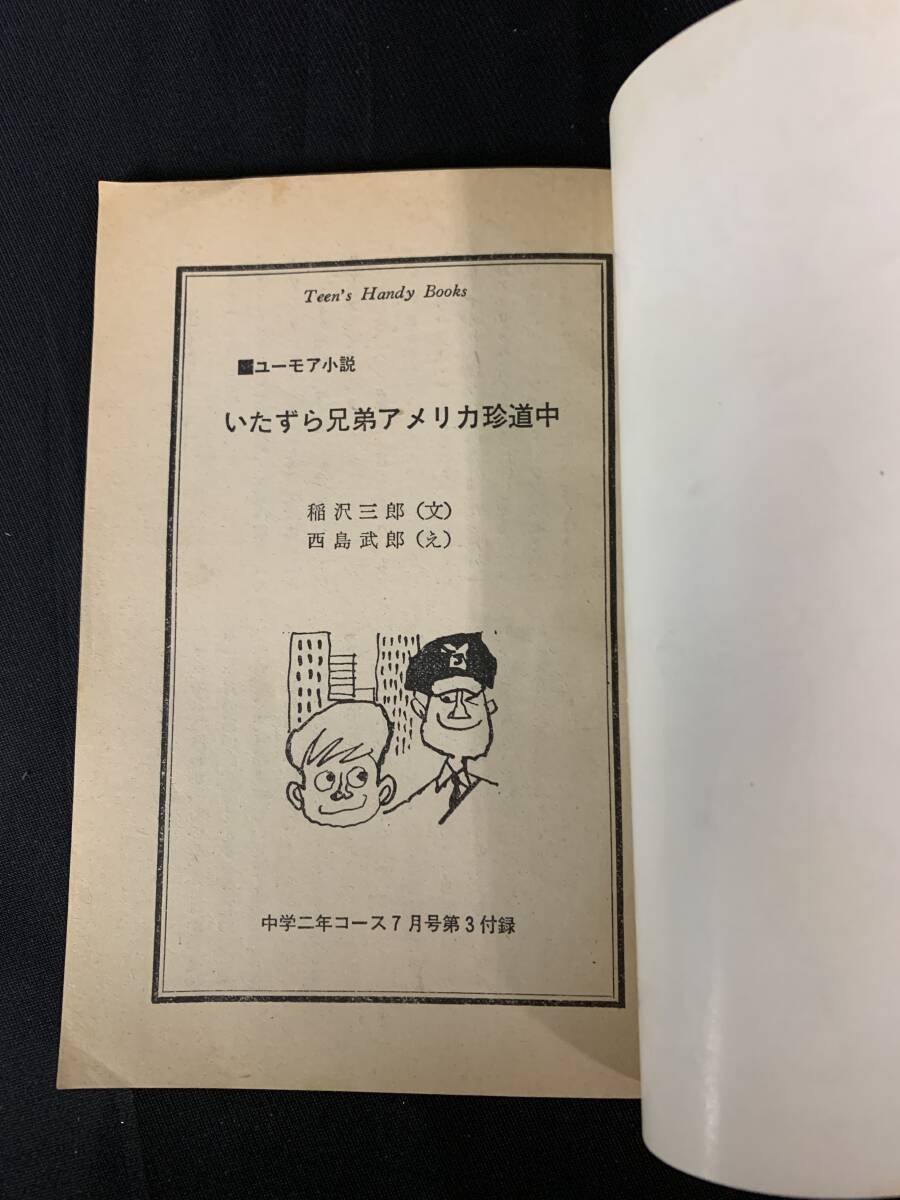 Teen's Handy Books
■ユーモア小説
いたずら兄弟アメリカ珍道中
稲沢三郎(文)
西島武郎(え)
中学二年コース7月号第3付録